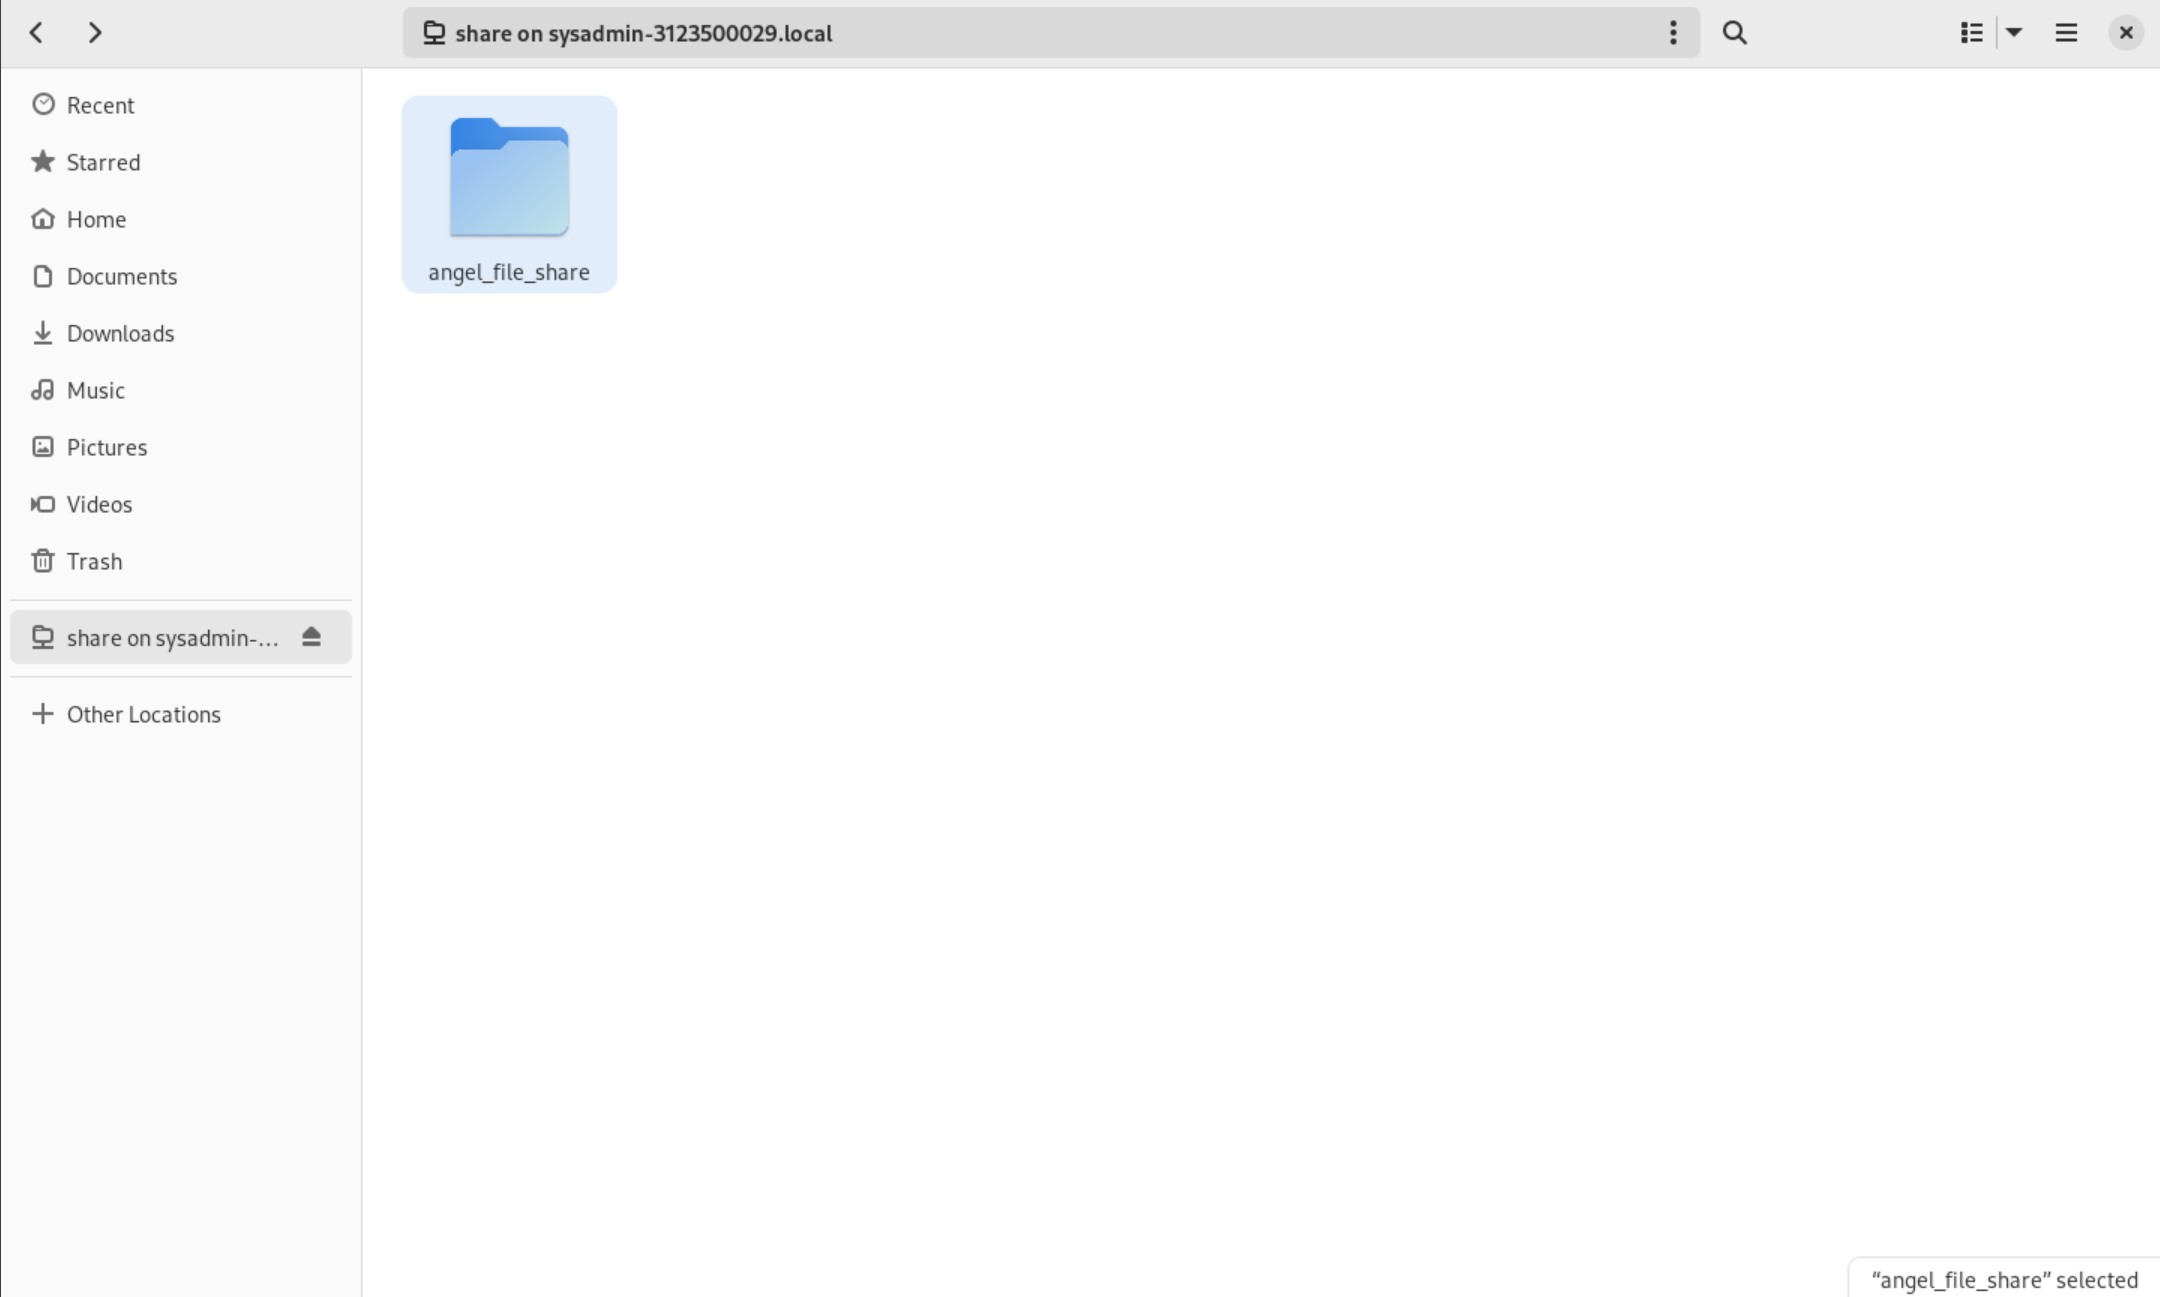 share on sysadmin-3123500029.local
Recent
Starred
Home
Documents
Downloads
Music
Pictures
Videos
Trash
share on sysadmin-...
Other Locations
angel_file_share
“angel_file_share” selected